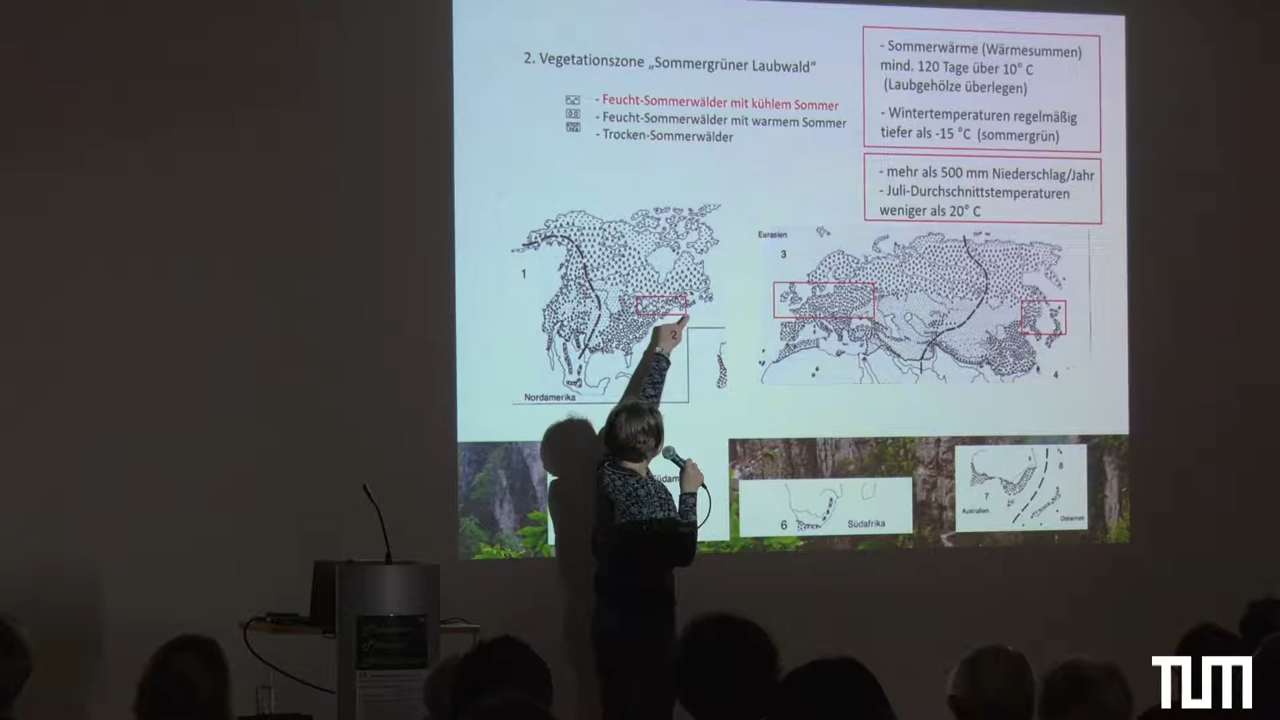 2. Vegetationszone „Sommergrüner Laubwald“
- Feucht-Sommerwälder mit kühlem Sommer
- Feucht-Sommerwälder mit warmem Sommer
- Trocken-Sommerwälder
- Sommerwärme (Wärmesummen)
mind. 120 Tage über 10° C
(Laubgehölze überlegen)
- Wintertemperaturen regelmäßig
tiefer als -15 °C (sommergrün)
- mehr als 500 mm Niederschlag/Jahr
- Juli-Durchschnittstemperaturen
weniger als 20° C
1
2
Nordamerika
Eurasien
3
4
6
Südafrika
7
8
Australien
TUM